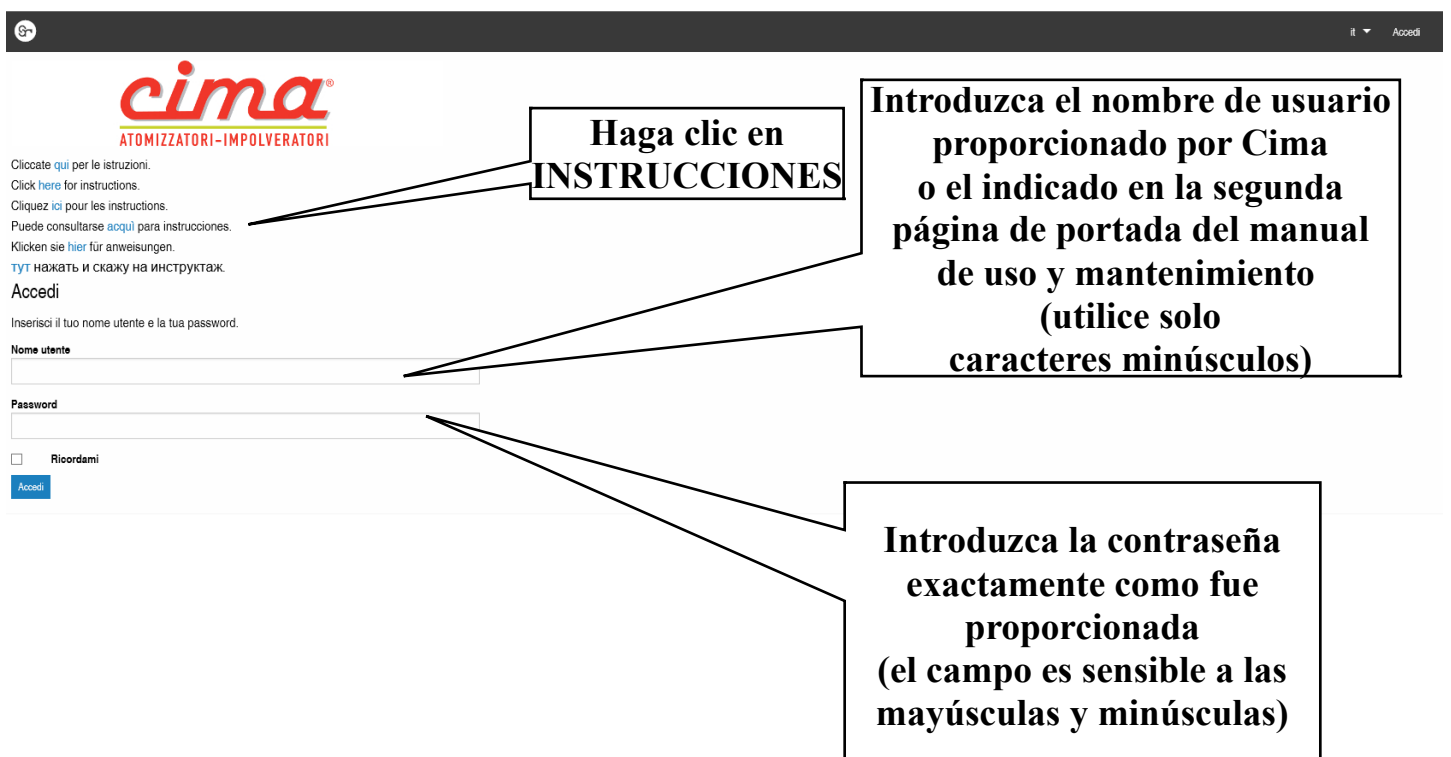 it
Accedi
cima®
ATOMIZZATORI-IMPOLVERATORI
Cliccate qui per le istruzioni.
Click here for instructions.
Cliquez ici pour les instructions.
Puede consultarse acquì para instrucciones.
Klicken sie hier für anweisungen.
тут нажать и скажу на инструктаж.
Accedi
Inserisci il tuo nome utente e la tua password.
Nome utente
Password
Ricordami
Accedi
Haga clic en
INSTRUCCIONES
Introduzca el nombre de usuario
proporcionado por Cima
o el indicado en la segunda
página de portada del manual
de uso y mantenimiento
(utilice solo
caracteres minúsculos)
Introduzca la contraseña
exactamente como fue
proporcionada
(el campo es sensible a las
mayúsculas y minúsculas)